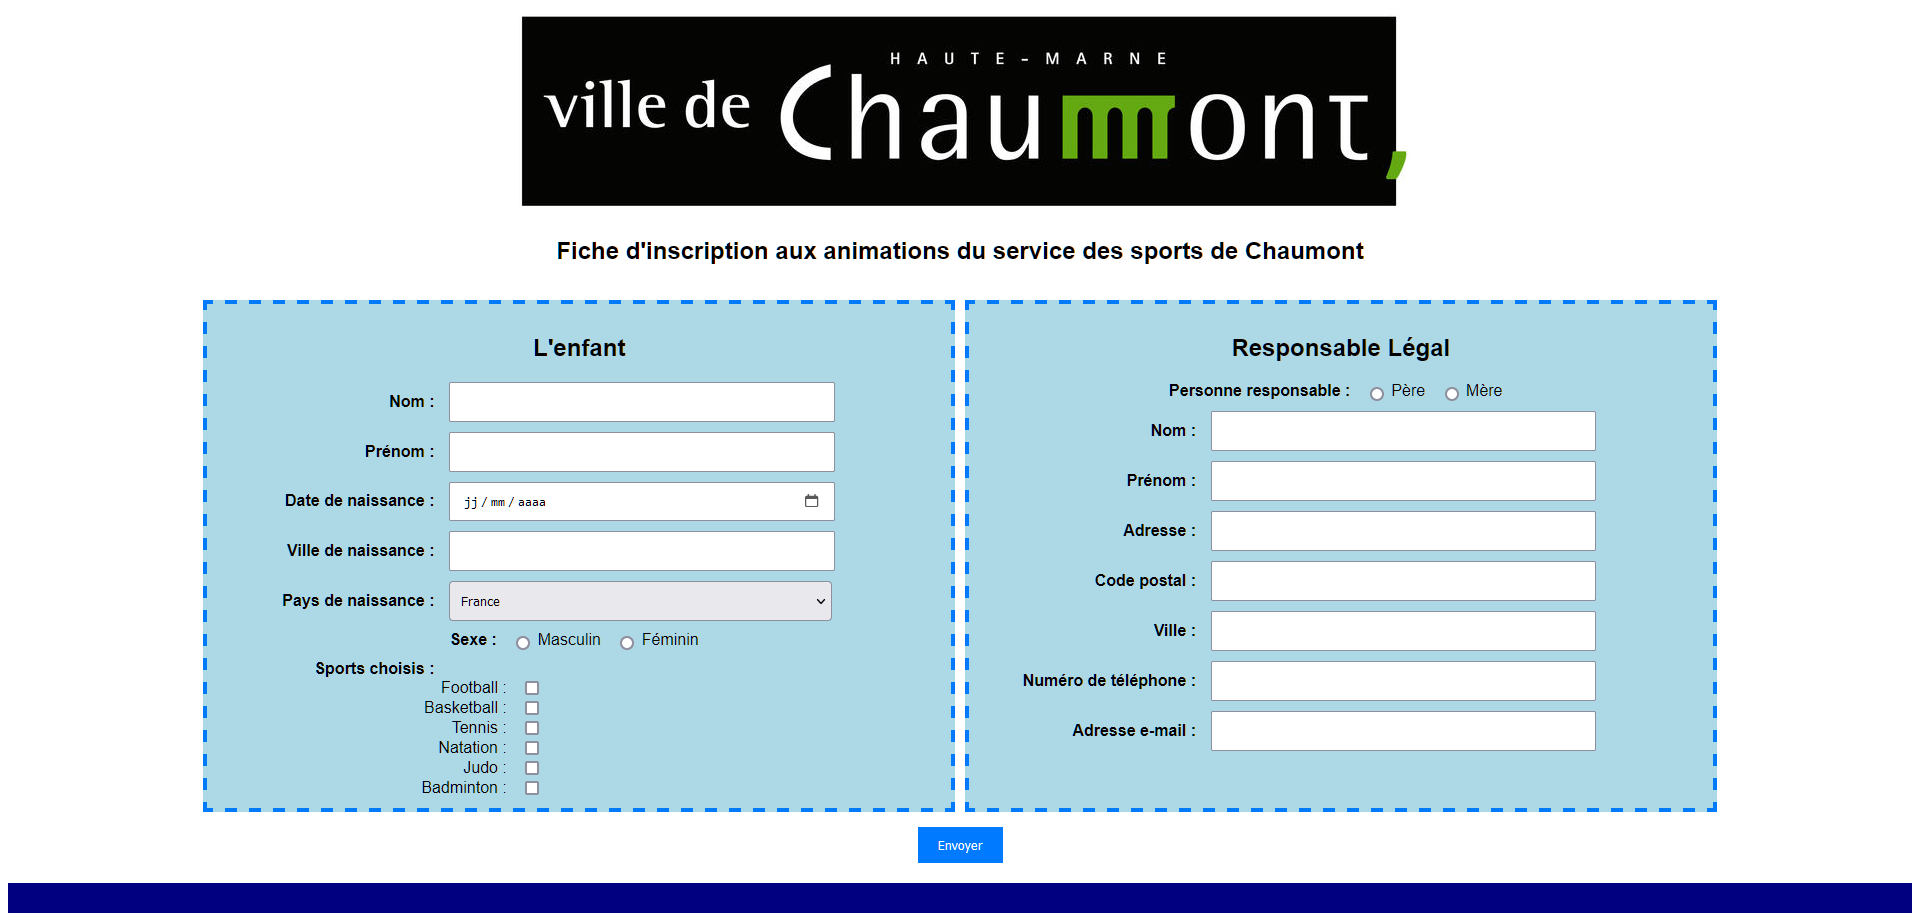 HAUTE-MARNE
ville de Chaumont,
Fiche d'inscription aux animations du service des sports de Chaumont
L'enfant
Nom :
Prénom :
Date de naissance : jj/mm/aaaa
Ville de naissance :
Pays de naissance : France
Sexe : Masculin Féminin
Sports choisis :
Football :
Basketball :
Tennis :
Natation :
Judo :
Badminton :
Responsable Légal
Personne responsable : Père Mère
Nom :
Prénom :
Adresse :
Code postal :
Ville :
Numéro de téléphone :
Adresse e-mail :
Envoyer